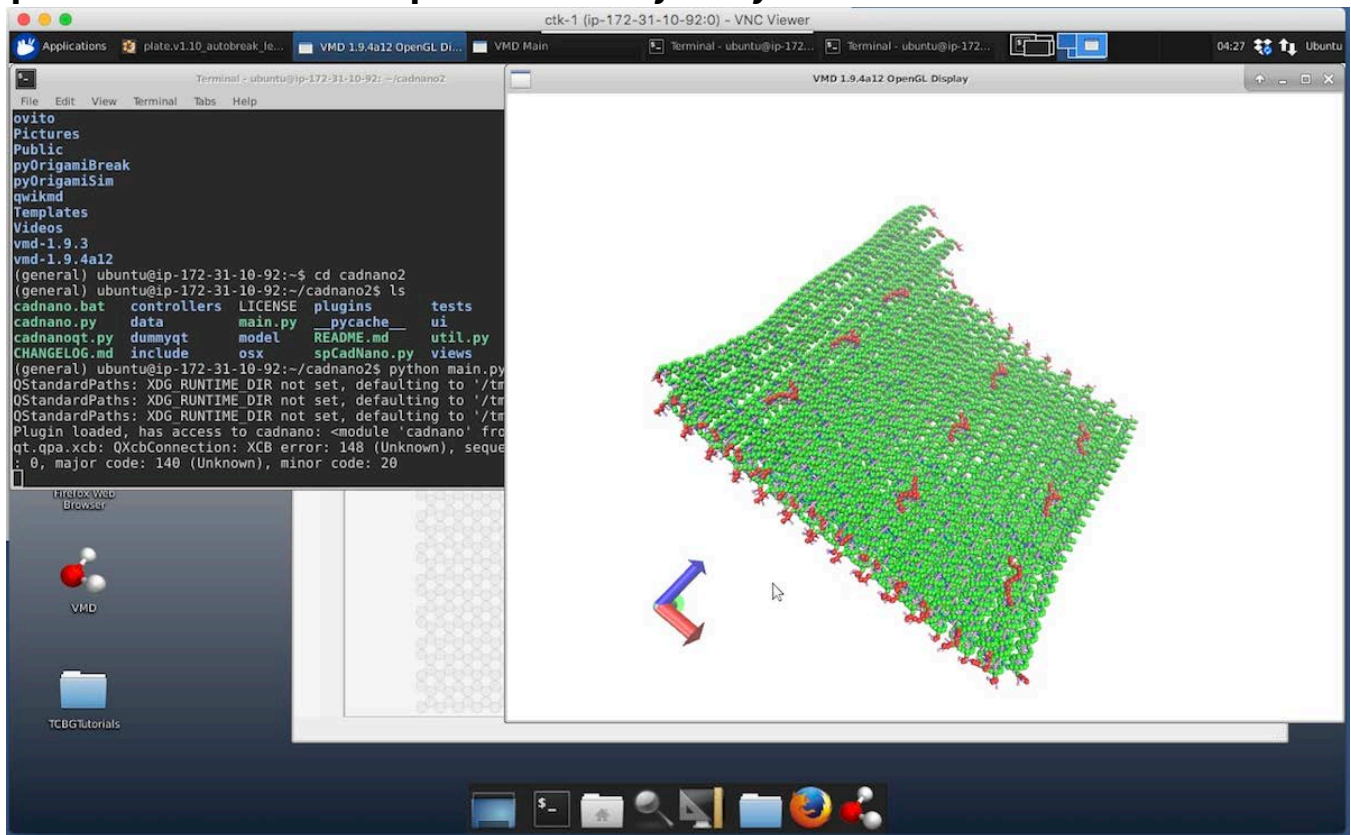 ctk-1 (ip-172-31-10-92:0) - VNC Viewer
Applications plate.v1.10_autobreak_le... VMD 1.9.4a12 OpenGL Di... VMD Main Terminal - ubuntu@ip-172... Terminal - ubuntu@ip-172... 04:27 Ubuntu
Terminal - ubuntu@ip-172-31-10-92: ~/cadnano2
File Edit View Terminal Tabs Help
ovito
Pictures
Public
pyOrigamiBreak
pyOrigamiSim
qwikmd
Templates
Videos
vmd-1.9.3
vmd-1.9.4a12
(general) ubuntu@ip-172-31-10-92:~$ cd cadnano2
(general) ubuntu@ip-172-31-10-92:~/cadnano2$ ls
cadnano.bat controllers LICENSE plugins tests
cadnano.py data main.py __pycache__ ui
cadnanoqt.py dummyqt model README.md util.py
CHANGELOG.md include osx spCadNano.py views
(general) ubuntu@ip-172-31-10-92:~/cadnano2$ python main.py
QStandardPaths: XDG_RUNTIME_DIR not set, defaulting to '/tm
QStandardPaths: XDG_RUNTIME_DIR not set, defaulting to '/tm
QStandardPaths: XDG_RUNTIME_DIR not set, defaulting to '/tm
Plugin loaded, has access to cadnano: <module 'cadnano' fro
qt.qpa.xcb: QXcbConnection: XCB error: 148 (Unknown), seque
: 0, major code: 140 (Unknown), minor code: 20
VMD 1.9.4a12 OpenGL Display
Firefox Web
Browser
VMD
TCBGTutorials